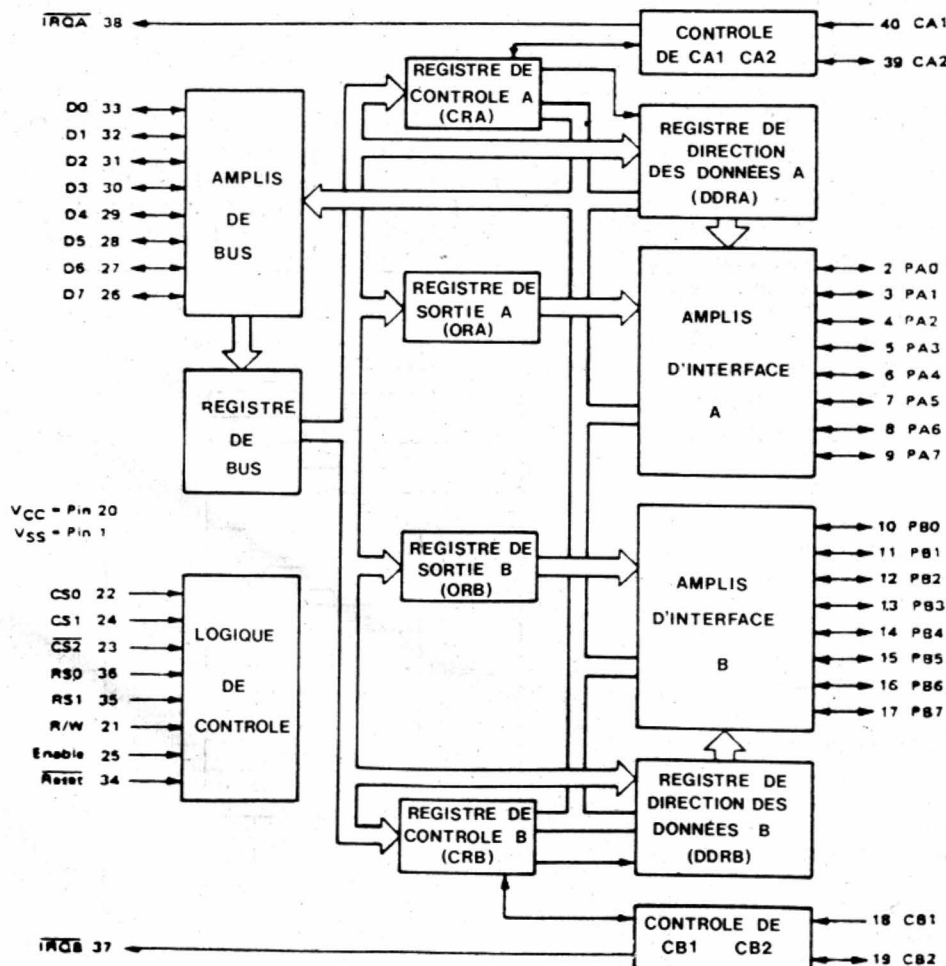 I̅R̅Q̅A̅ 38
40 CA1
39 CA2
CONTROLE
DE CA1 CA2
REGISTRE DE
CONTROLE A
(CRA)
REGISTRE DE
DIRECTION
DES DONNÉES A
(DDRA)
D0 33
D1 32
D2 31
D3 30
D4 29
D5 28
D6 27
D7 26
AMPLIS
DE
BUS
REGISTRE DE
SORTIE A
(ORA)
AMPLIS
D'INTERFACE
A
2 PA0
3 PA1
4 PA2
5 PA3
6 PA4
7 PA5
8 PA6
9 PA7
REGISTRE
DE
BUS
VCC = Pin 20
VSS = Pin 1
REGISTRE DE
SORTIE B
(ORB)
AMPLIS
D'INTERFACE
B
10 PB0
11 PB1
12 PB2
13 PB3
14 PB4
15 PB5
16 PB6
17 PB7
CS0 22
CS1 24
C̅S̅2̅ 23
RS0 36
RS1 35
R/W 21
Enable 25
R̅e̅s̅e̅t̅ 34
LOGIQUE
DE
CONTROLE
REGISTRE DE
CONTROLE B
(CRB)
REGISTRE DE
DIRECTION DES
DONNÉES B
(DDRB)
CONTROLE DE
CB1 CB2
18 CB1
19 CB2
I̅R̅Q̅B̅ 37